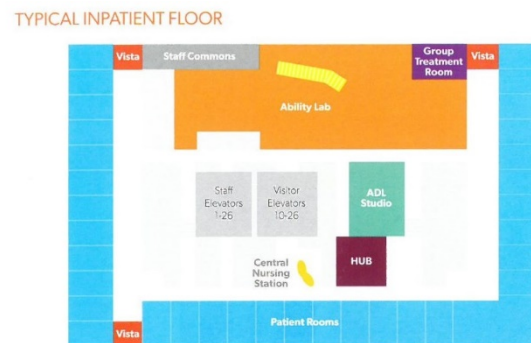 TYPICAL INPATIENT FLOOR
Vista
Staff Commons
Group
Treatment
Room
Vista
Ability Lab
Staff
Elevators
1-26
Visitor
Elevators
10-26
ADL
Studio
Central
Nursing
Station
HUB
Patient Rooms
Vista